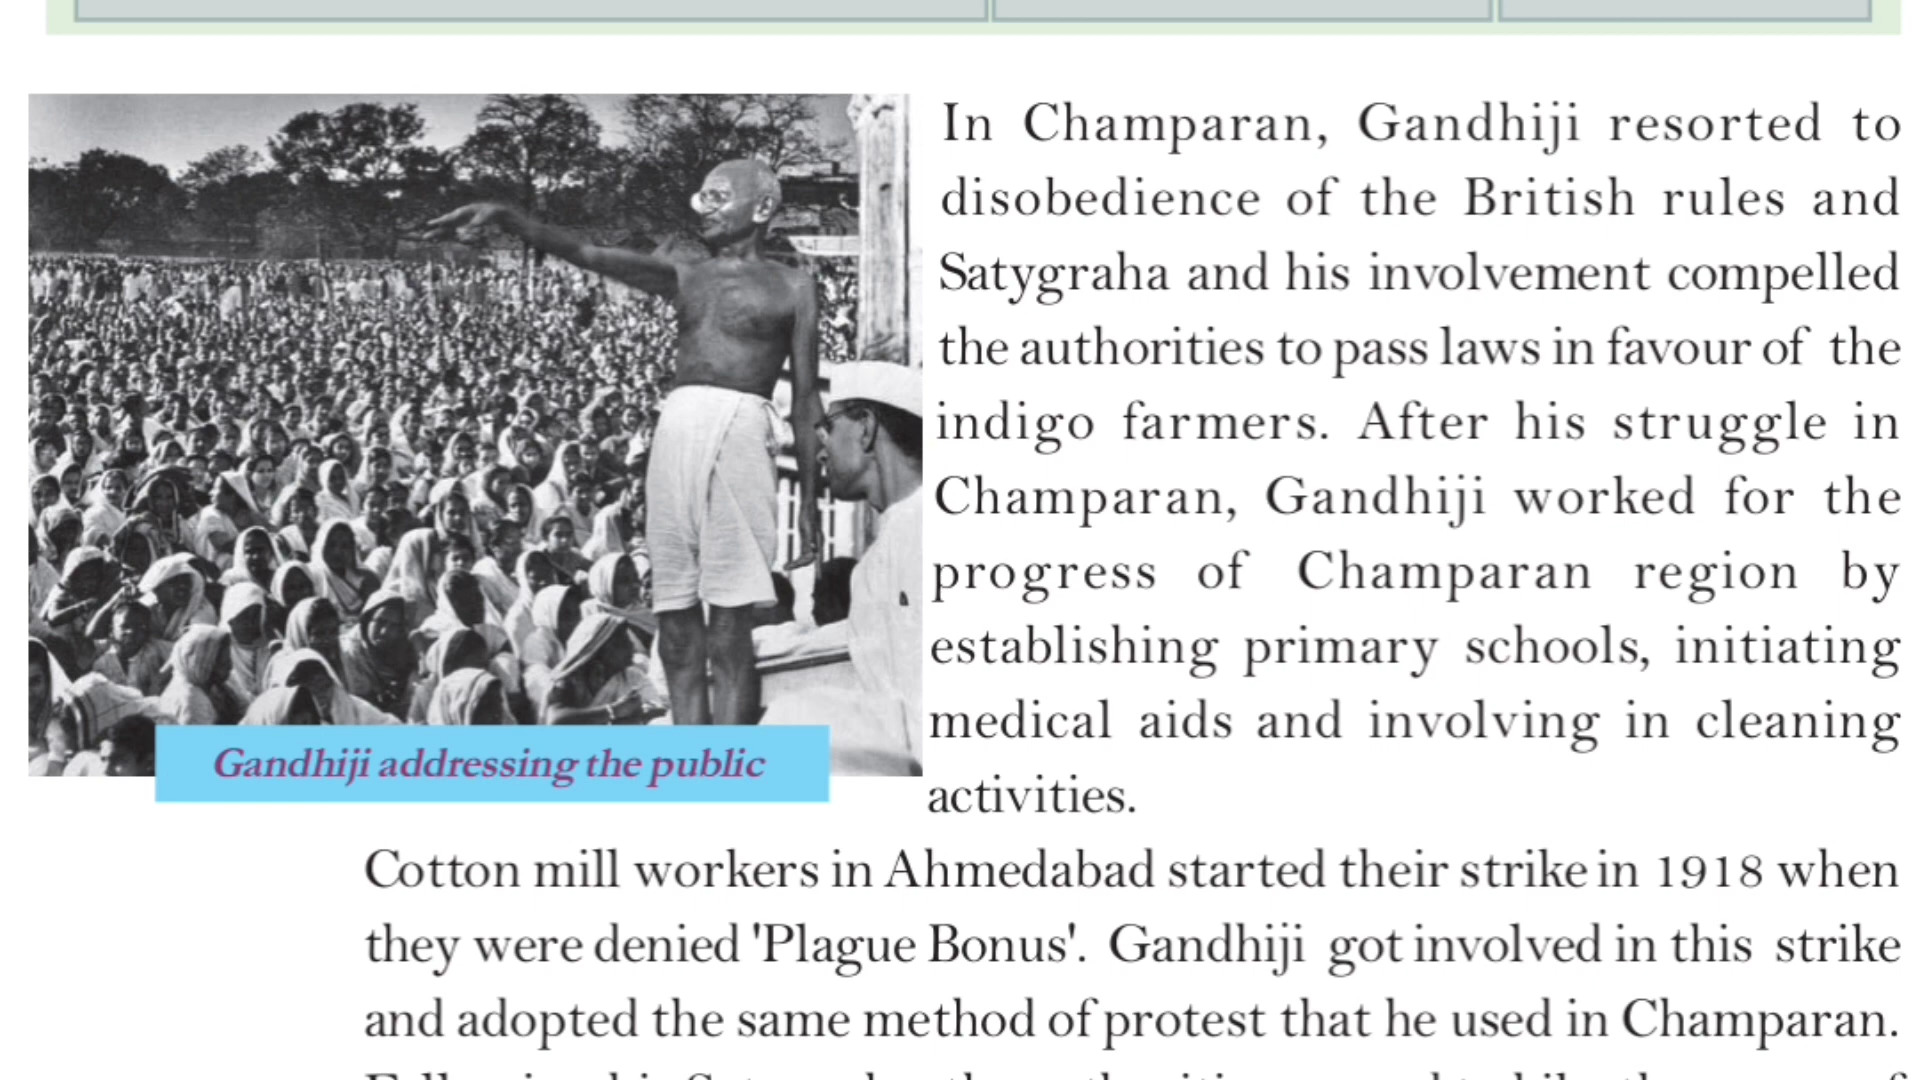 In Champaran, Gandhiji resorted to
disobedience of the British rules and
Satygraha and his involvement compelled
the authorities to pass laws in favour of the
indigo farmers. After his struggle in
Champaran, Gandhiji worked for the
progress of Champaran region by
establishing primary schools, initiating
medical aids and involving in cleaning
activities.
Gandhiji addressing the public
Cotton mill workers in Ahmedabad started their strike in 1918 when
they were denied 'Plague Bonus'. Gandhiji got involved in this strike
and adopted the same method of protest that he used in Champaran.